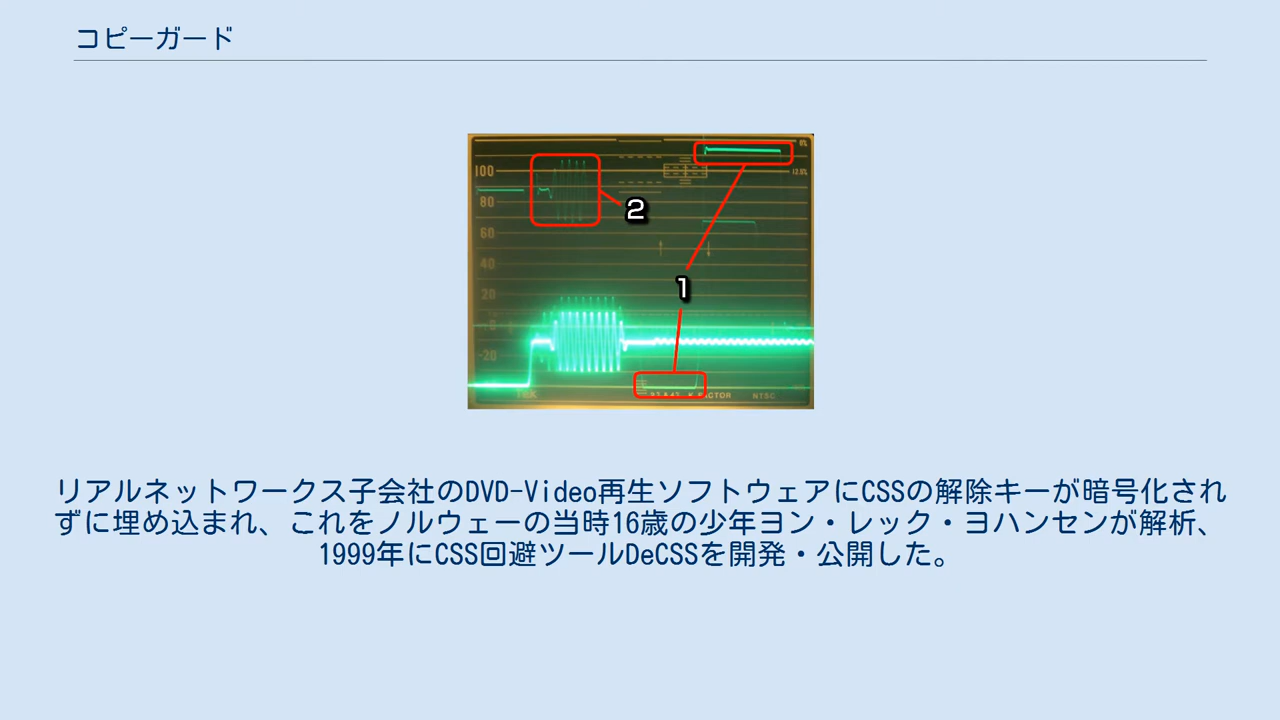 コピーガード
0%
100
12.5%
80
2
60
40
1
20
-20
K FACTOR NTSC
リアルネットワークス子会社のDVD-Video再生ソフトウェアにCSSの解除キーが暗号化され
ずに埋め込まれ、これをノルウェーの当時16歳の少年ヨン・レック・ヨハンセンが解析、
1999年にCSS回避ツールDeCSSを開発・公開した。